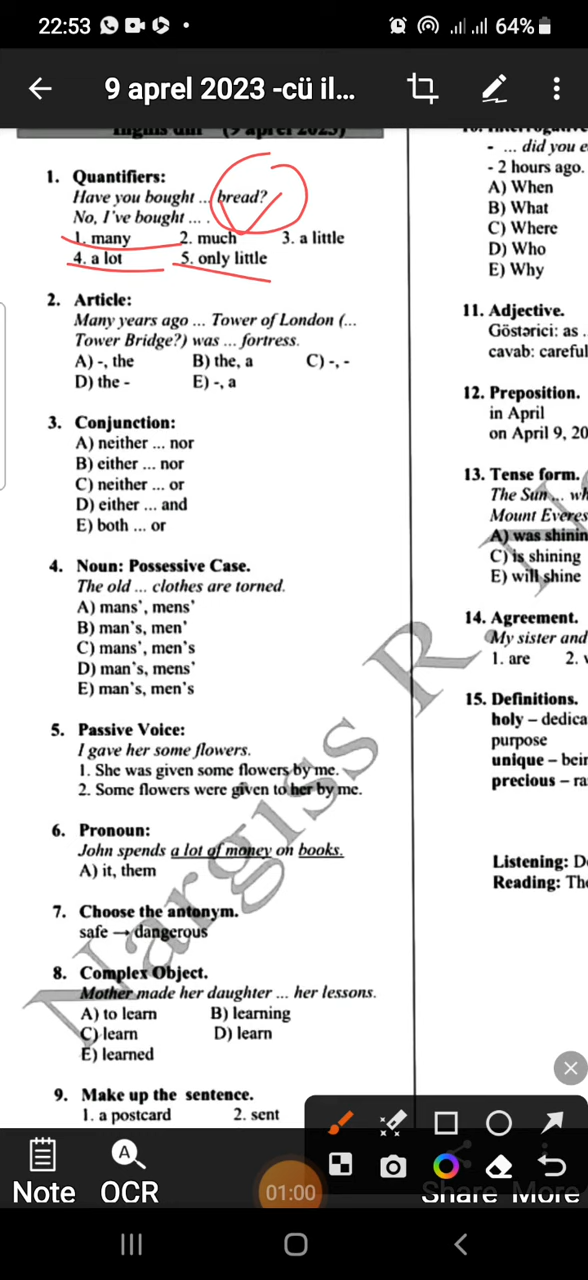 22:53
64%
9 aprel 2023 -cü il...
İngilis dili (9 aprel 2023)
1. Quantifiers:
Have you bought ... bread?
No, I've bought ... .
1. many 2. much 3. a little
4. a lot 5. only little
2. Article:
Many years ago ... Tower of London (...
Tower Bridge?) was ... fortress.
A) -, the B) the, a C) -, -
D) the - E) -, a
3. Conjunction:
A) neither ... nor
B) either ... nor
C) neither ... or
D) either ... and
E) both ... or
4. Noun: Possessive Case.
The old ... clothes are torned.
A) mans', mens'
B) man's, men'
C) mans', men's
D) man's, mens'
E) man's, men's
5. Passive Voice:
I gave her some flowers.
1. She was given some flowers by me.
2. Some flowers were given to her by me.
6. Pronoun:
John spends a lot of money on books.
A) it, them
7. Choose the antonym.
safe → dangerous
8. Complex Object.
Mother made her daughter ... her lessons.
A) to learn B) learning
C) learn D) learn
E) learned
9. Make up the sentence.
1. a postcard 2. sent
- ... did you
- 2 hours ago.
A) When
B) What
C) Where
D) Who
E) Why
11. Adjective.
Göstərici: as
cavab: careful
12. Preposition.
in April
on April 9, 20
13. Tense form.
The Sun ...
Mount Everes
A) was shinin
C) is shining
E) will shine
14. Agreement.
My sister and
1. are 2.
15. Definitions.
holy – dedica
purpose
unique – bein
precious – ra
Listening: D
Reading: The
Nargiss R
A
Note OCR 01:00 Share More